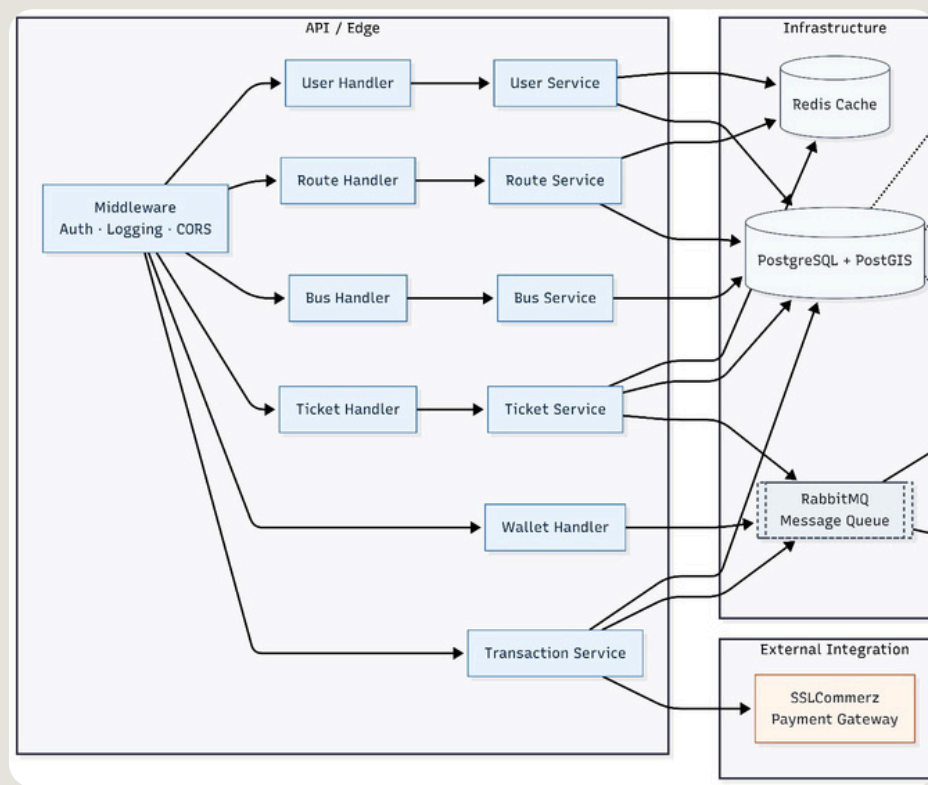 API / Edge
Infrastructure
User Handler
User Service
Redis Cache
Route Handler
Route Service
Middleware
Auth · Logging · CORS
PostgreSQL + PostGIS
Bus Handler
Bus Service
Ticket Handler
Ticket Service
RabbitMQ
Message Queue
Wallet Handler
Transaction Service
External Integration
SSLCommerz
Payment Gateway